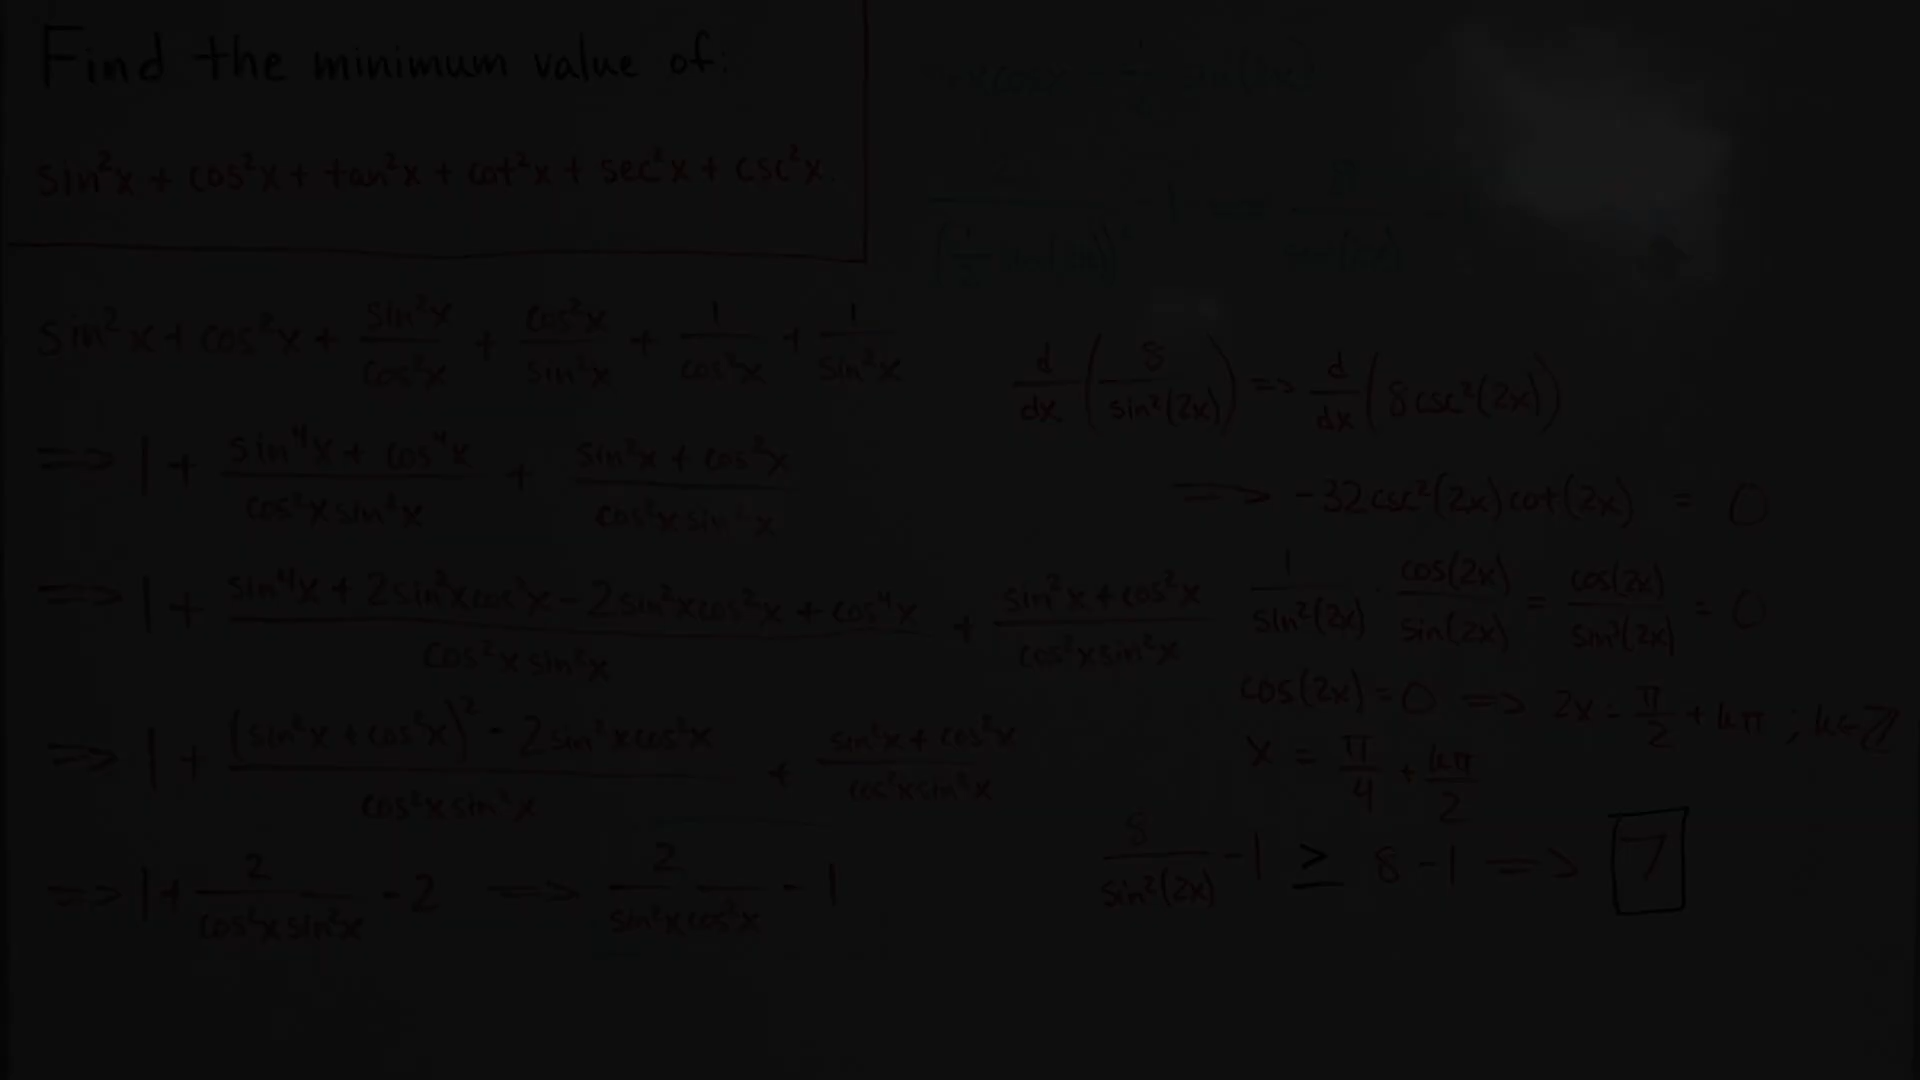 Find the minimum value of:
sin²x + cos²x + tan²x + cot²x + sec²x + csc²x.
sin²x + cos²x + sin²x/cos²x + cos²x/sin²x + 1/cos²x + 1/sin²x
=> 1 + (sin⁴x + cos⁴x)/(cos²x sin²x) + (sin²x + cos²x)/(cos²x sin²x)
=> 1 + (sin⁴x + 2sin²xcos²x - 2sin²xcos²x + cos⁴x)/(cos²x sin²x) + (sin²x + cos²x)/(cos²x sin²x)
=> 1 + ((sin²x + cos²x)² - 2sin²xcos²x)/(cos²x sin²x) + (sin²x + cos²x)/(cos²x sin²x)
=> 1 + 2/(cos²x sin²x) - 2 => 2/(sin²x cos²x) - 1
d/dx (8/sin²(2x)) => d/dx (8csc²(2x))
=> -32csc²(2x)cot(2x) = 0
1/sin²(2x) · cos(2x)/sin(2x) = cos(2x)/sin³(2x) = 0
cos(2x) = 0 => 2x = π/2 + kπ ; k∈ℤ
x = π/4 + kπ/2
8/sin²(2x) - 1 ≥ 8 - 1 => 7